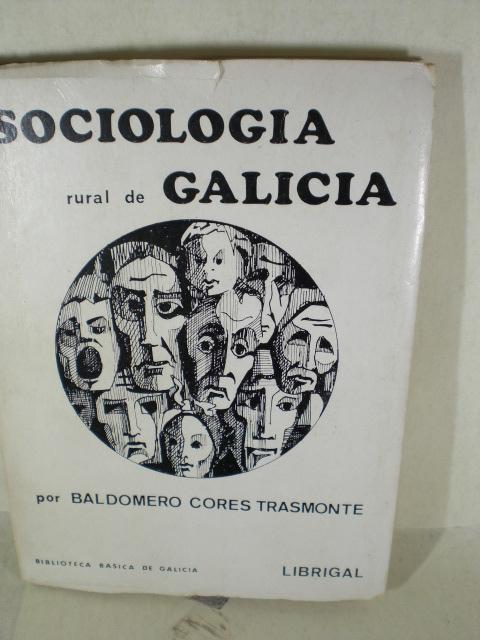 SOCIOLOGIA
rural de GALICIA
por BALDOMERO CORES TRASMONTE
BIBLIOTECA BASICA DE GALICIA
LIBRIGAL